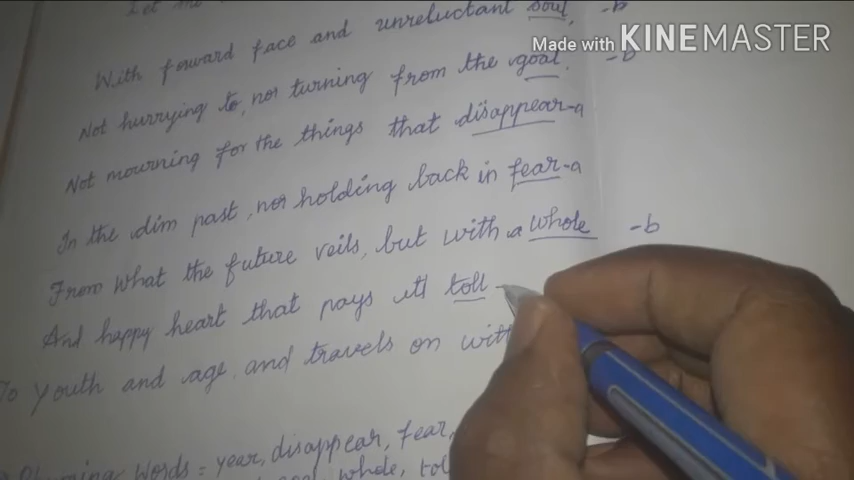 Let the
With forward face and unreluctant soul, -b
Not hurrying to, nor turning from the goal. -b
Not mourning for the things that disappear -a
In the dim past, nor holding back in fear -a
From what the future veils, but with a whole -b
And happy heart that pays its toll -
To Youth and age, and travels on with
Rhyming Words = year, disappear, fear,
whole, tol
Made with KINEMASTER